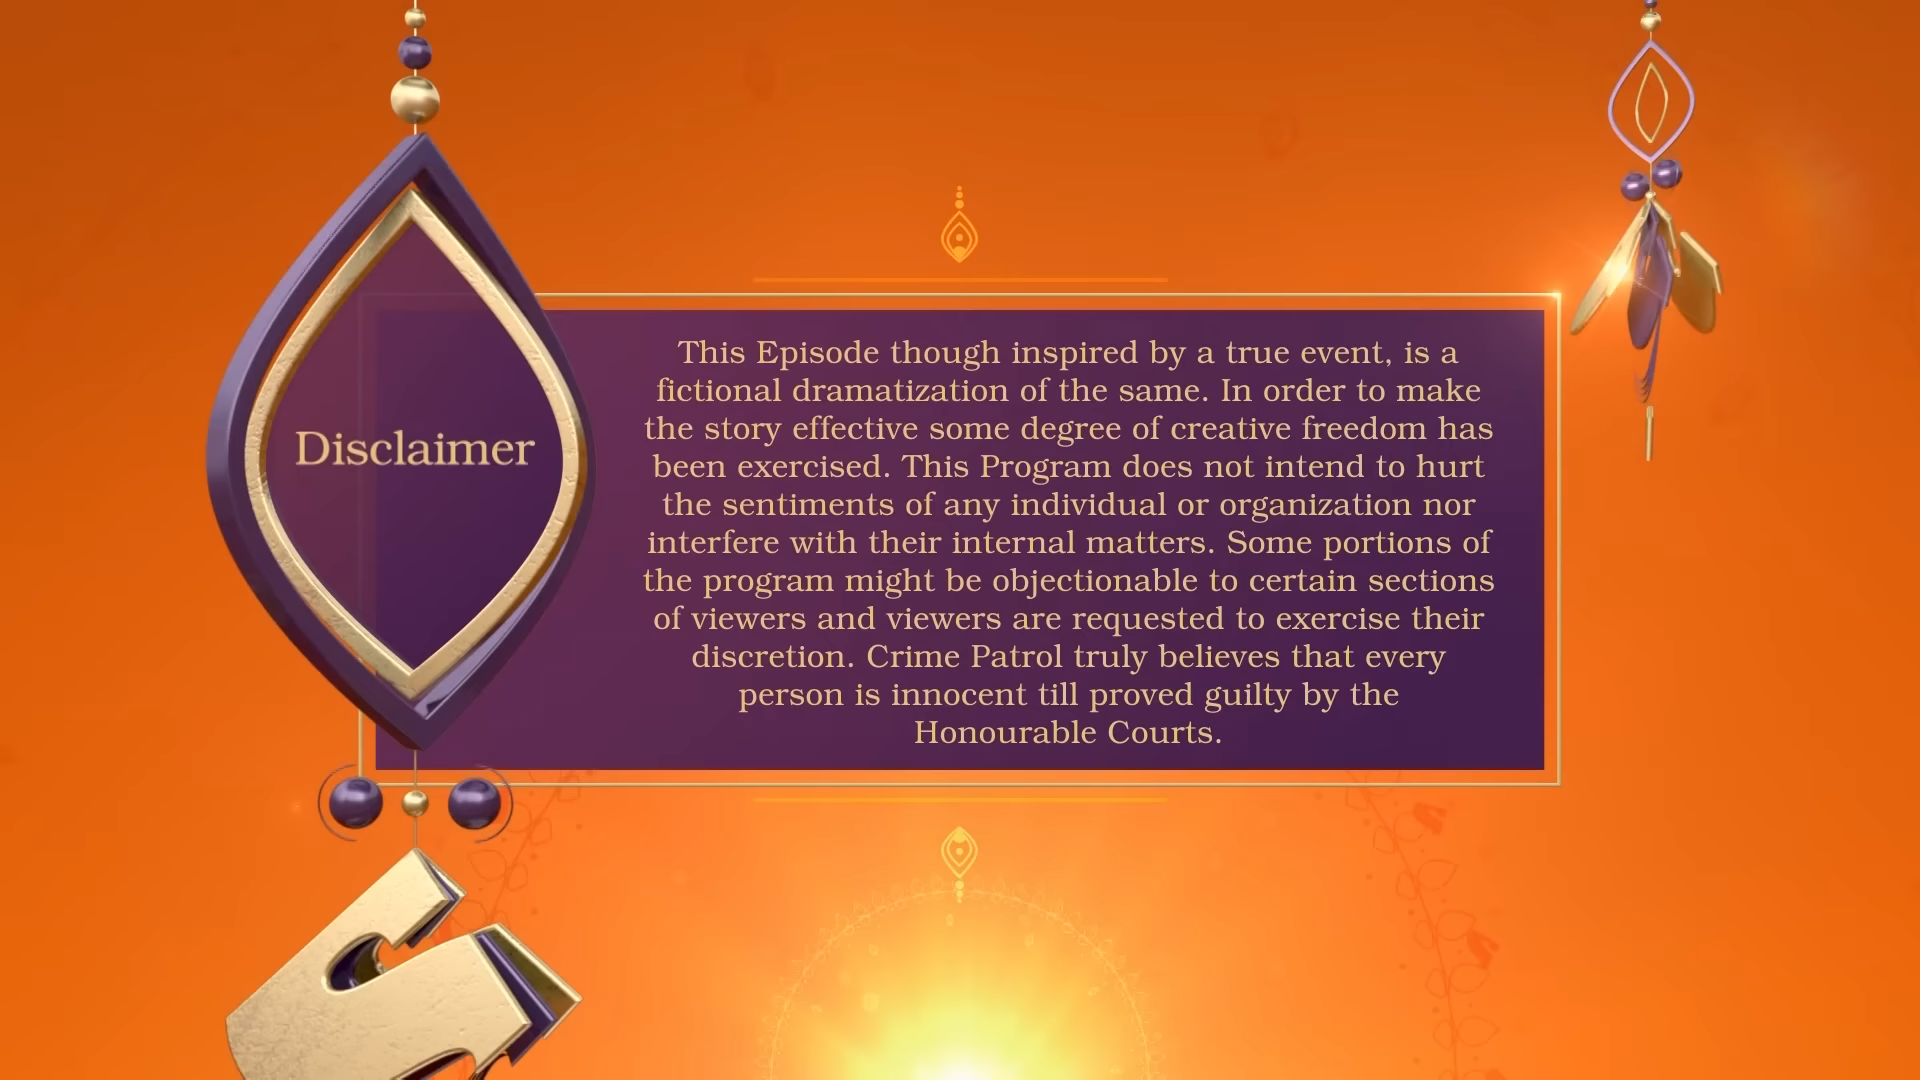 Disclaimer
This Episode though inspired by a true event, is a
fictional dramatization of the same. In order to make
the story effective some degree of creative freedom has
been exercised. This Program does not intend to hurt
the sentiments of any individual or organization nor
interfere with their internal matters. Some portions of
the program might be objectionable to certain sections
of viewers and viewers are requested to exercise their
discretion. Crime Patrol truly believes that every
person is innocent till proved guilty by the
Honourable Courts.